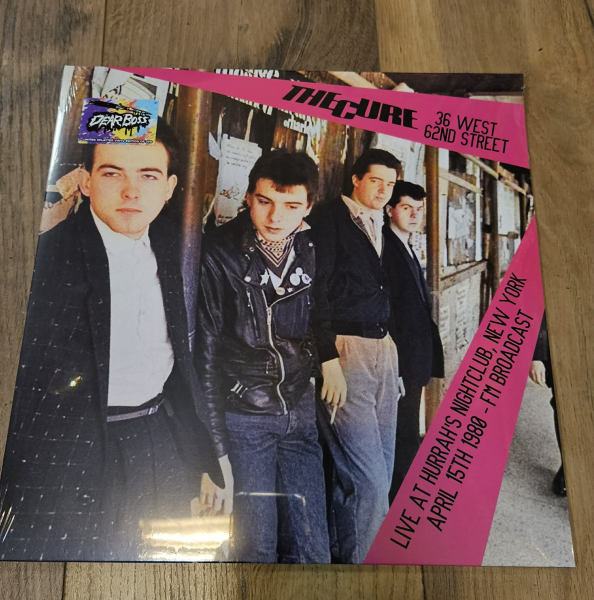 THE CURE
36 WEST
62ND STREET
DEAR BOSS
LIVE AT HURRAH'S NIGHTCLUB, NEW YORK
APRIL 15TH 1980 - FM BROADCAST